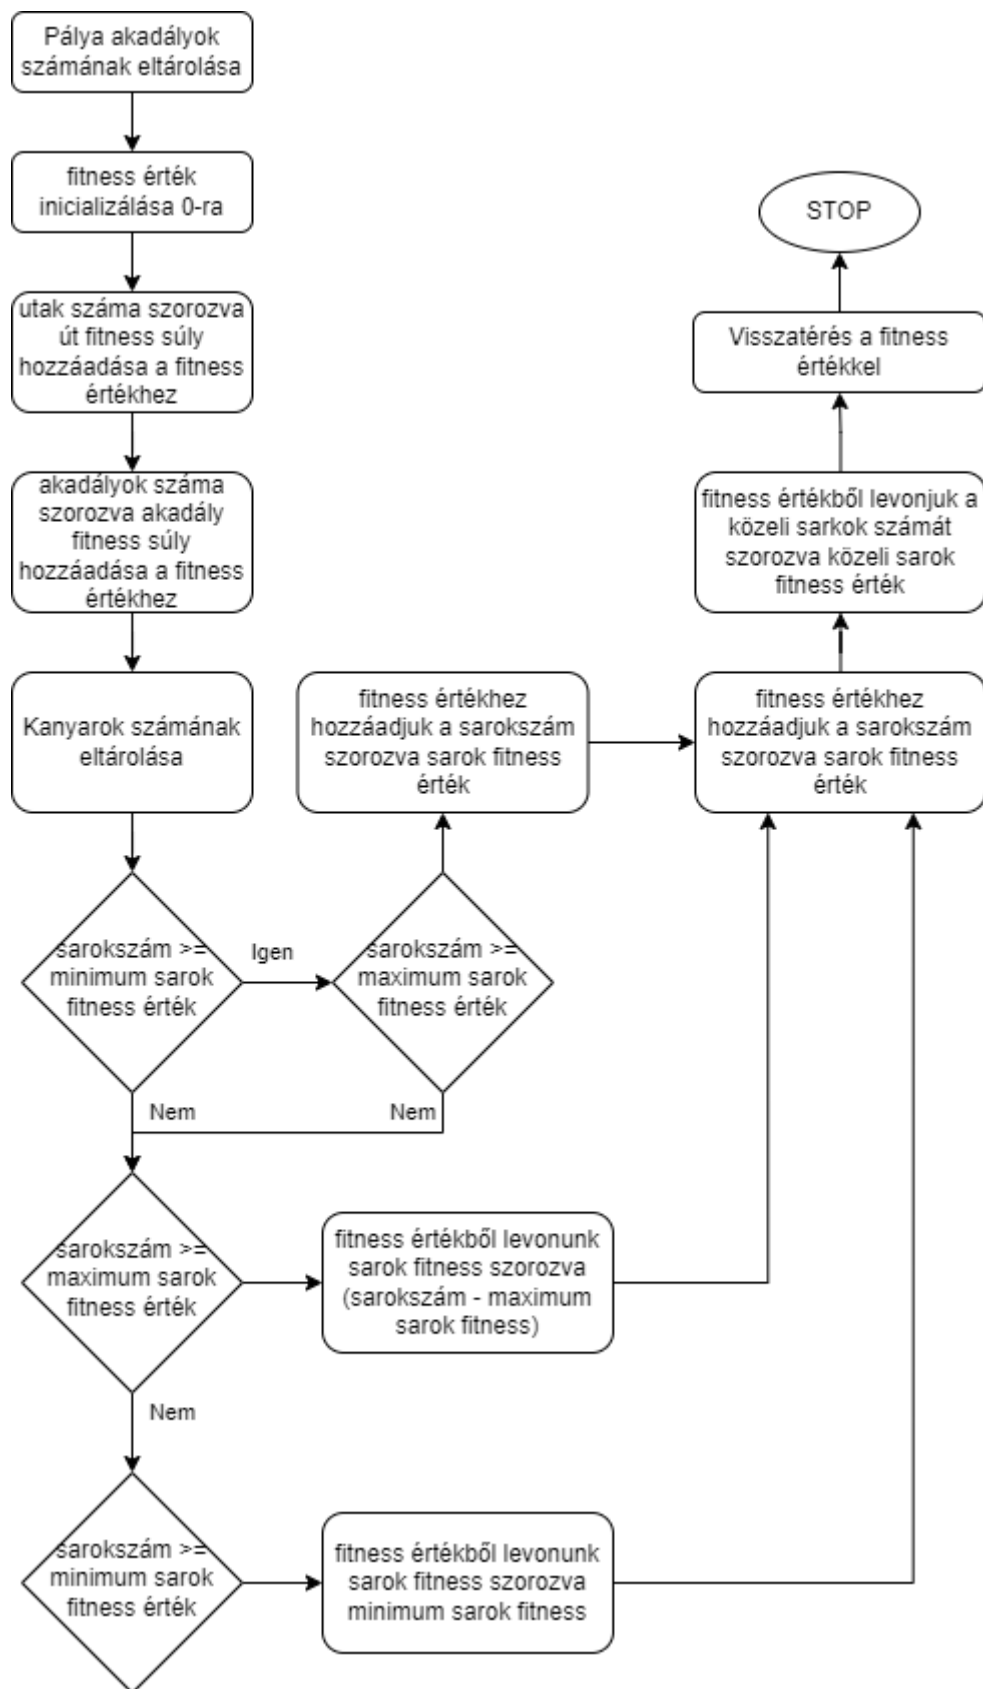 Pálya akadályok
számának eltárolása
fitness érték
inicializálása 0-ra
utak száma szorozva
út fitness súly
hozzáadása a fitness
értékhez
akadályok száma
szorozva akadály
fitness súly
hozzáadása a fitness
értékhez
Kanyarok számának
eltárolása
sarokszám >=
minimum sarok
fitness érték
Igen
Nem
sarokszám >=
maximum sarok
fitness érték
Nem
fitness értékhez
hozzáadjuk a sarokszám
szorozva sarok fitness
érték
sarokszám >=
maximum sarok
fitness érték
Nem
fitness értékből levonunk
sarok fitness szorozva
(sarokszám - maximum
sarok fitness)
sarokszám >=
minimum sarok
fitness érték
fitness értékből levonunk
sarok fitness szorozva
minimum sarok fitness
fitness értékhez
hozzáadjuk a sarokszám
szorozva sarok fitness
érték
fitness értékből levonjuk a
közeli sarkok számát
szorozva közeli sarok
fitness érték
Visszatérés a fitness
értékkel
STOP